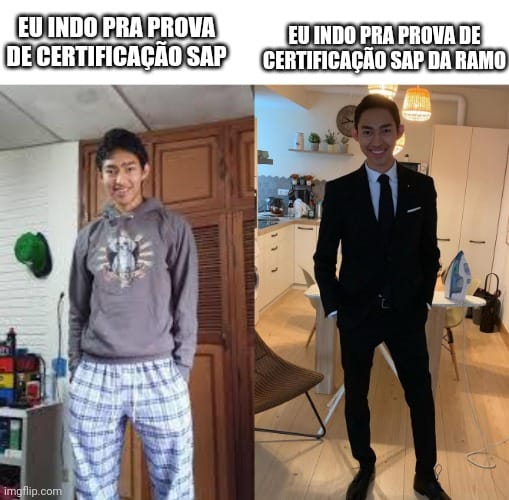 EU INDO PRA PROVA
DE CERTIFICAÇÃO SAP
EU INDO PRA PROVA DE
CERTIFICAÇÃO SAP DA RAMO
imgflip.com